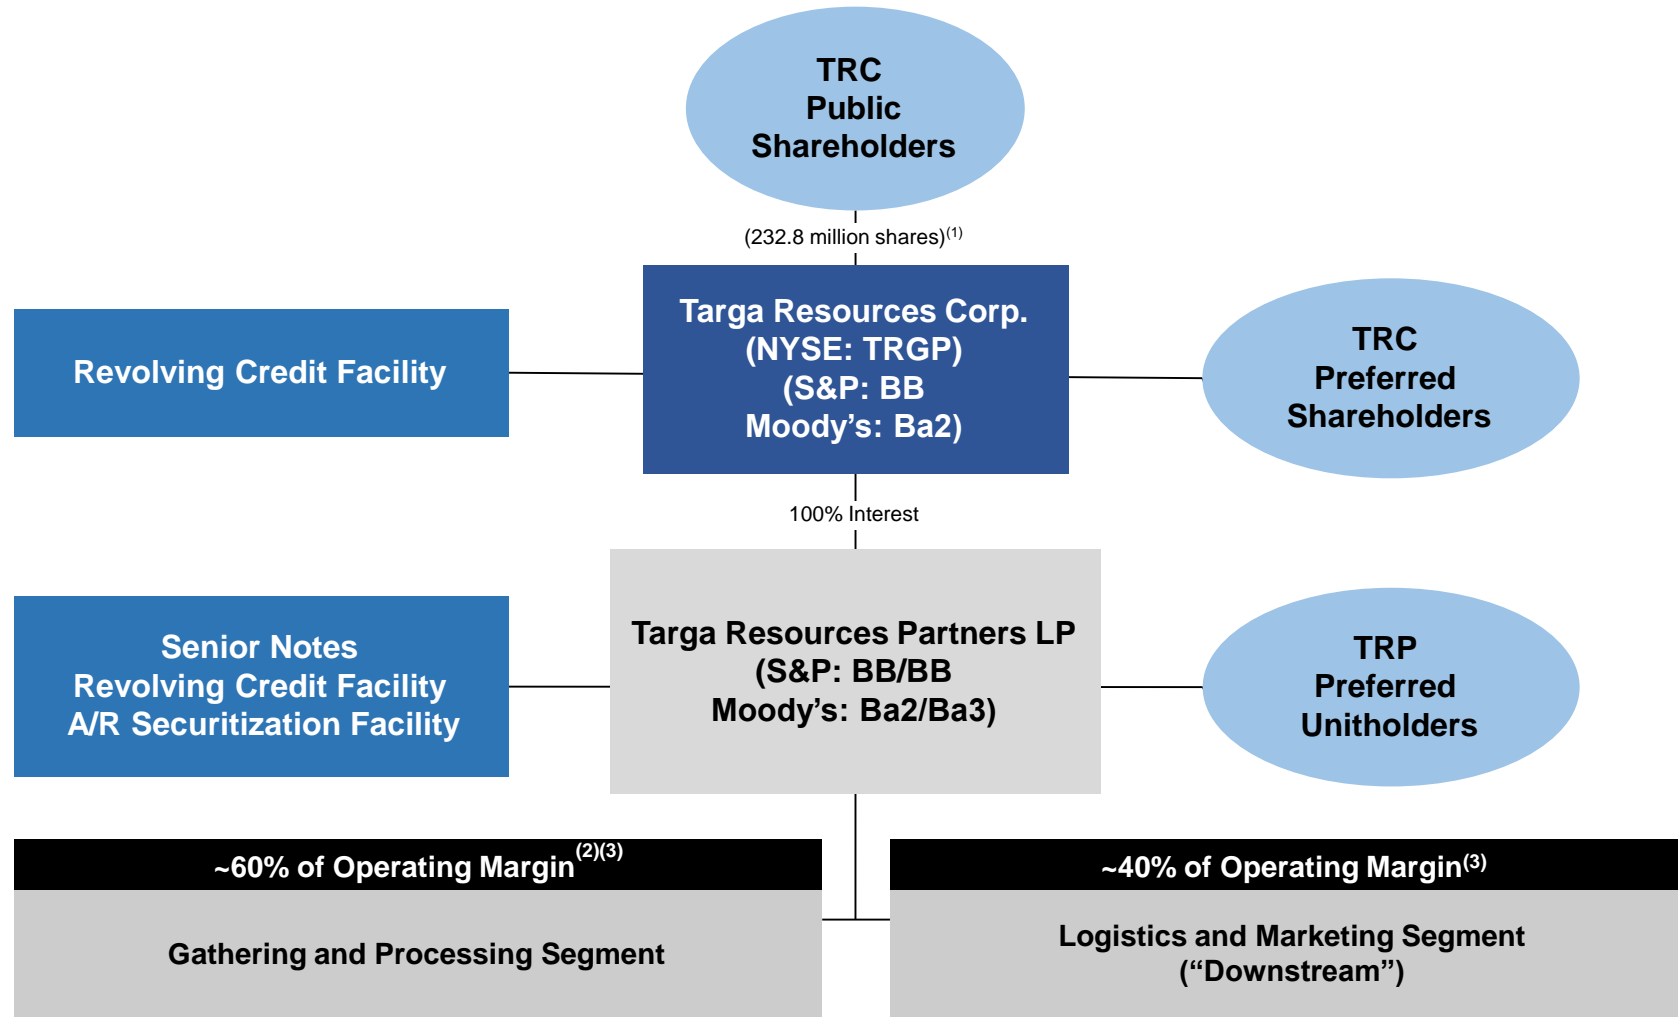 TRC
Public
Shareholders
(232.8 million shares)(1)
Revolving Credit Facility
Targa Resources Corp.
(NYSE: TRGP)
(S&P: BB
Moody’s: Ba2)
TRC
Preferred
Shareholders
100% Interest
Senior Notes
Revolving Credit Facility
A/R Securitization Facility
Targa Resources Partners LP
(S&P: BB/BB
Moody’s: Ba2/Ba3)
TRP
Preferred
Unitholders
~60% of Operating Margin(2)(3)
Gathering and Processing Segment
~40% of Operating Margin(3)
Logistics and Marketing Segment
(“Downstream”)